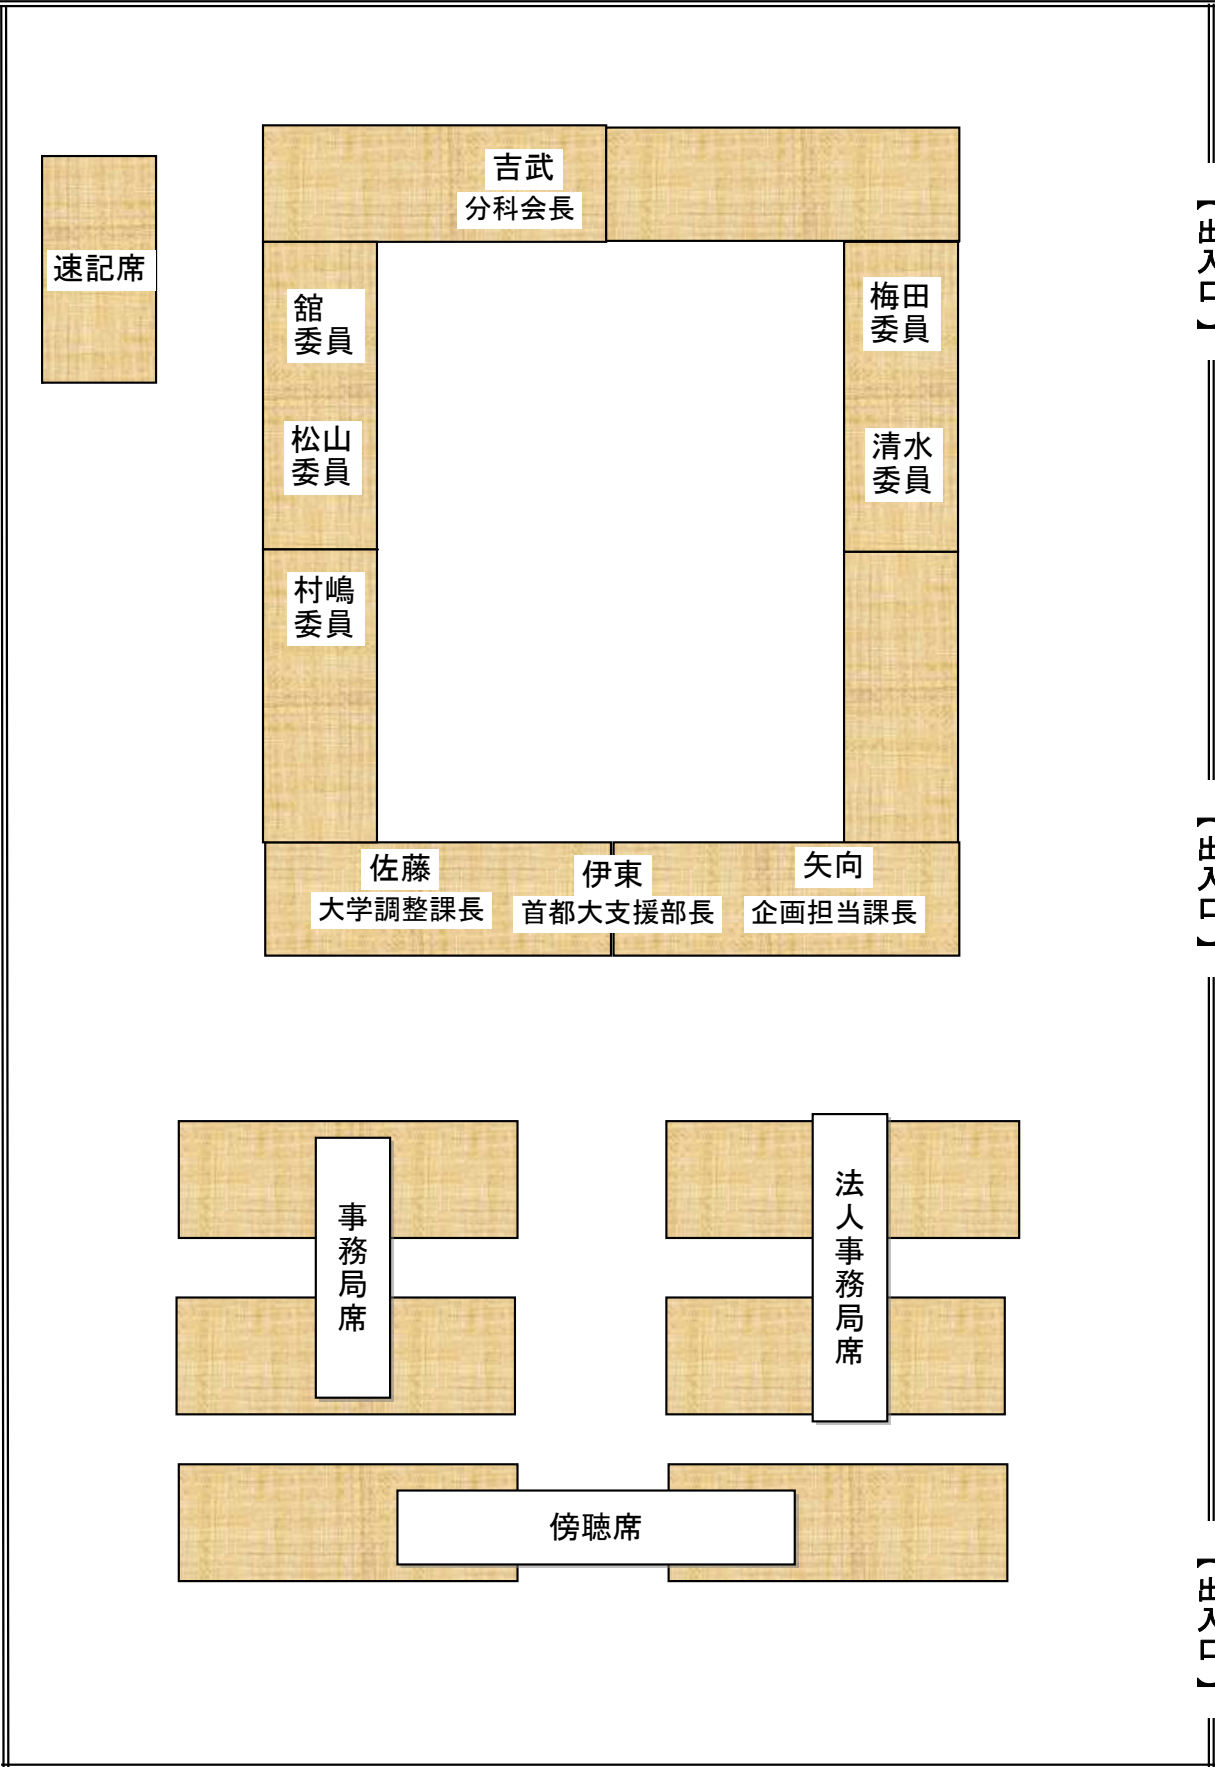 吉武
分科会長
速記席
【出入口】
舘
委員
梅田
委員
松山
委員
清水
委員
村嶋
委員
佐藤
大学調整課長
伊東
首都大支援部長
矢向
企画担当課長
【出入口】
事務局席
法人事務局席
傍聴席
【出入口】